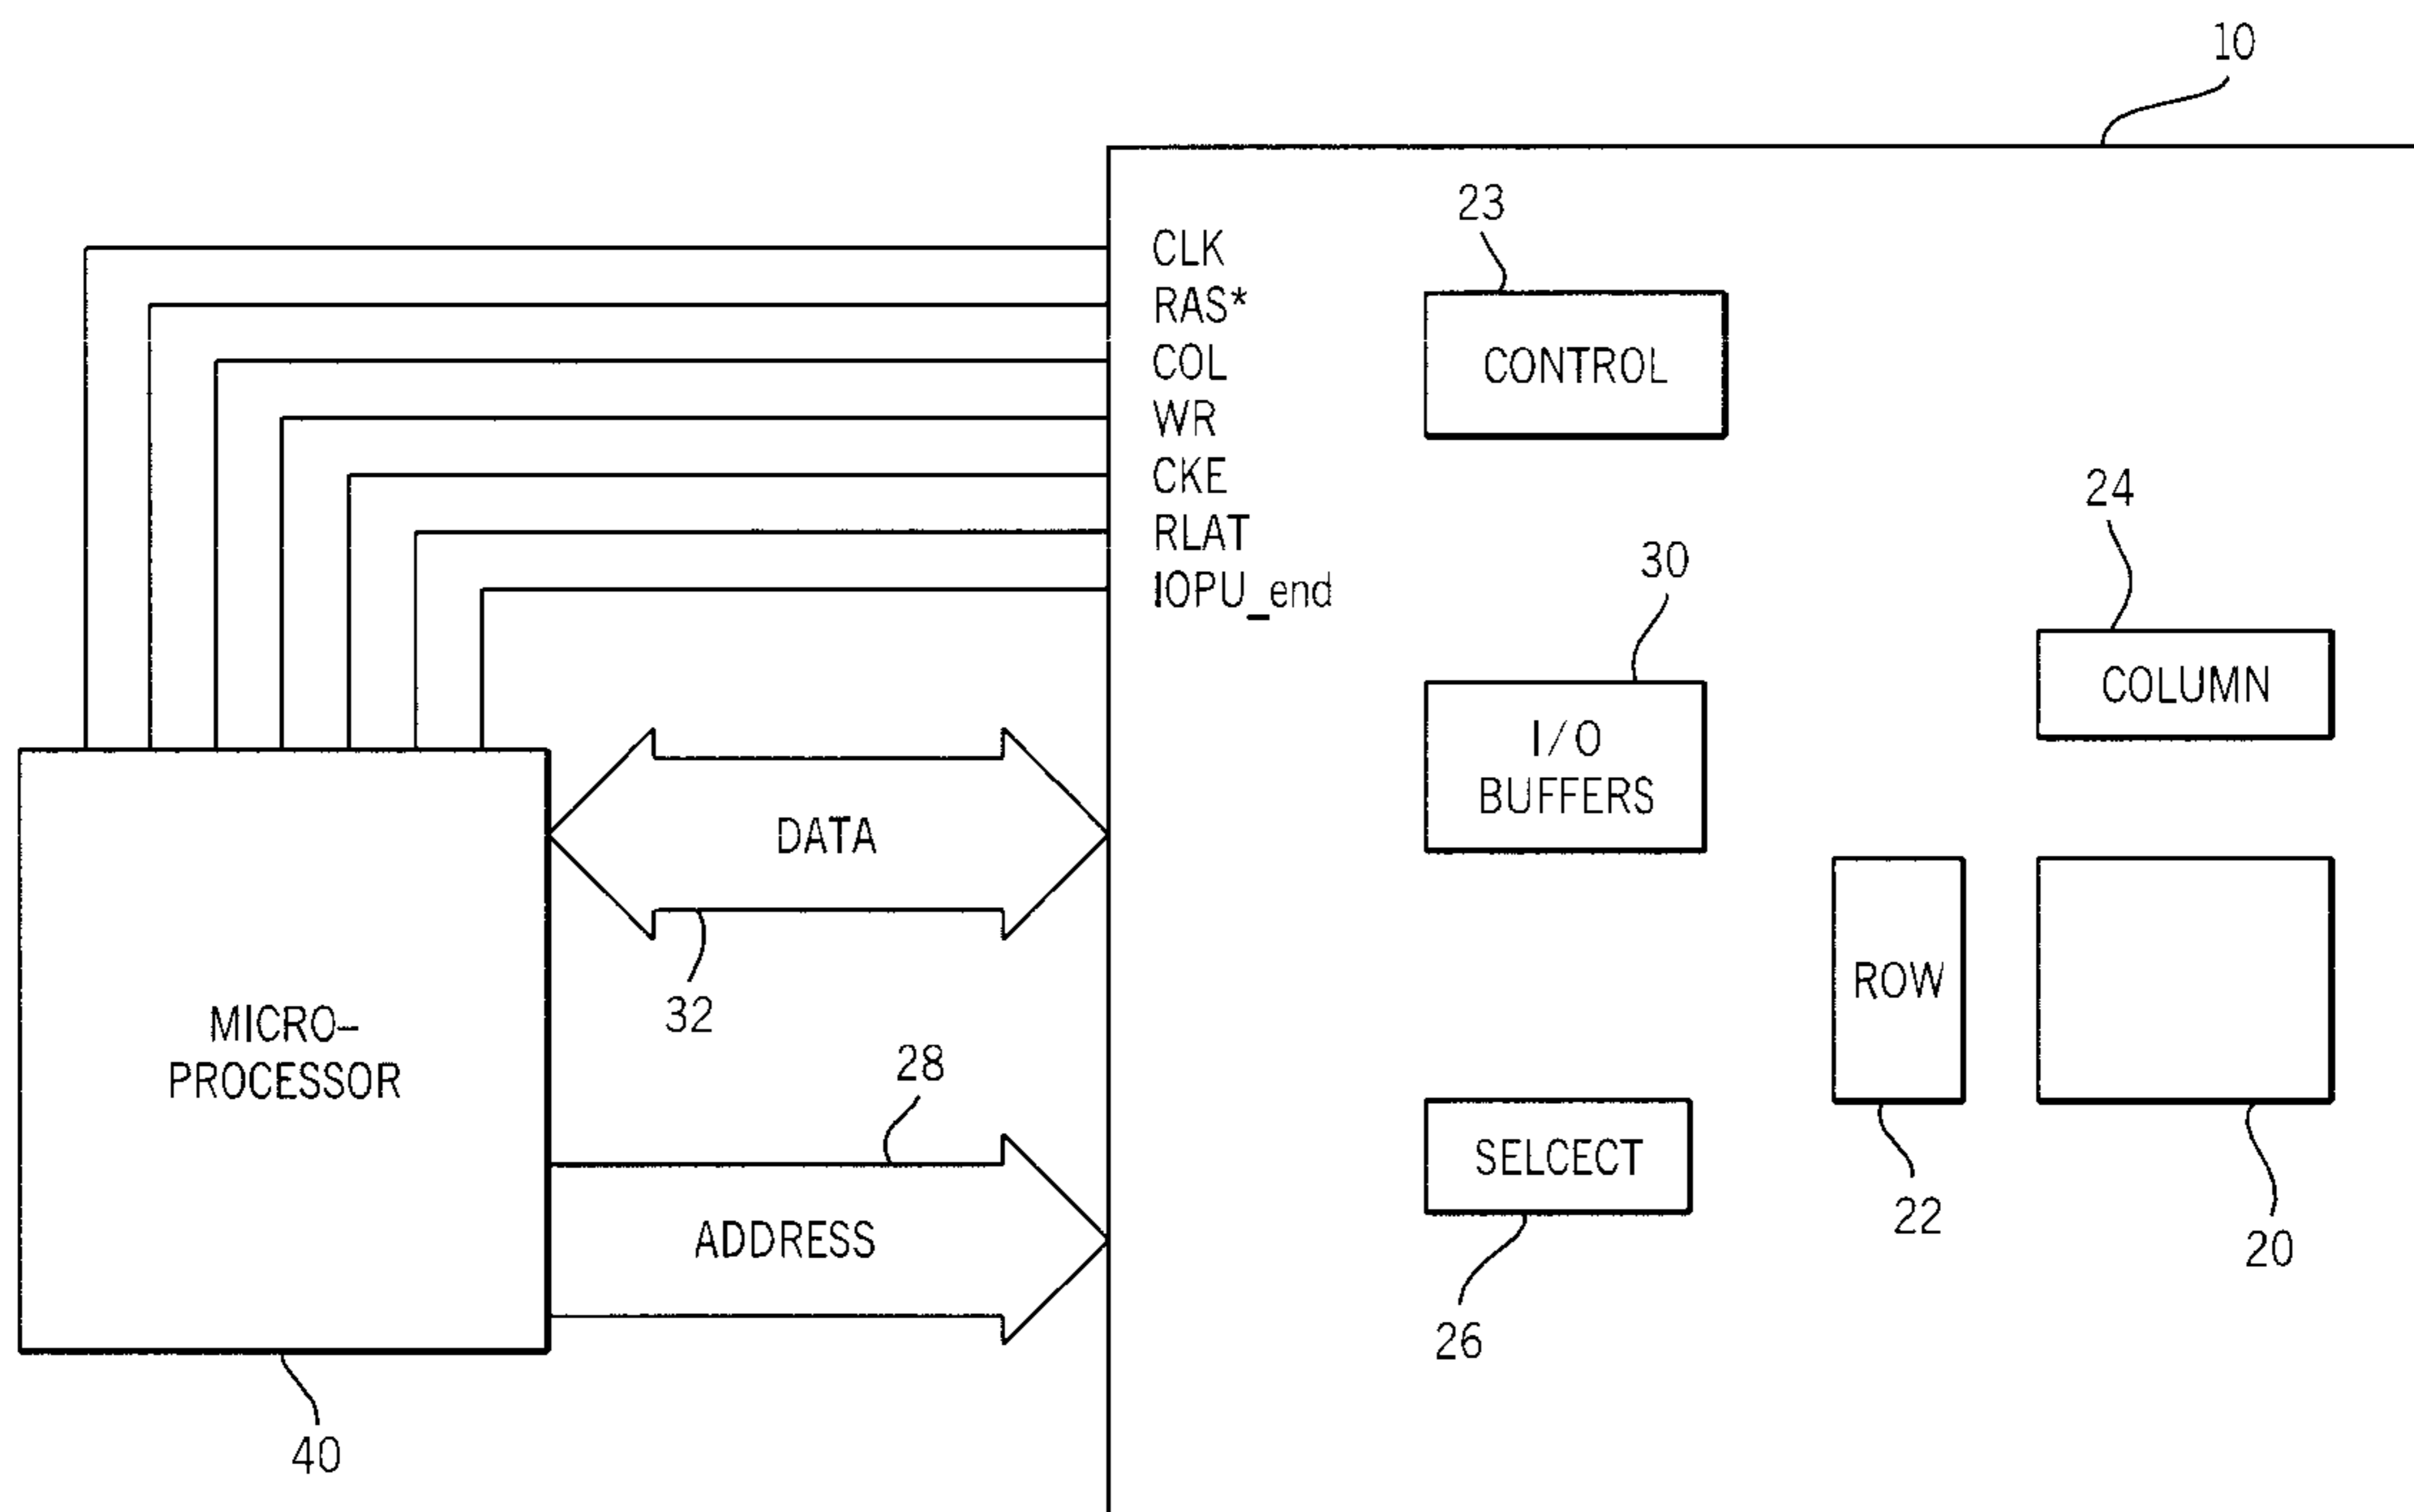 10
23
CLK
RAS*
COL
WR
CKE
RLAT
IOPU_end
CONTROL
24
30
COLUMN
I/O
BUFFERS
DATA
ROW
32
MICRO-
PROCESSOR
28
SELCECT
22
ADDRESS
20
26
40